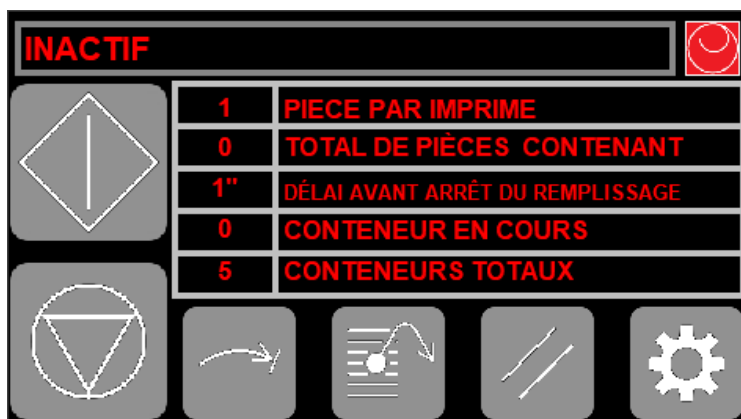 INACTIF
1 PIECE PAR IMPRIME
0 TOTAL DE PIÈCES CONTENANT
1" DÉLAI AVANT ARRÊT DU REMPLISSAGE
0 CONTENEUR EN COURS
5 CONTENEURS TOTAUX